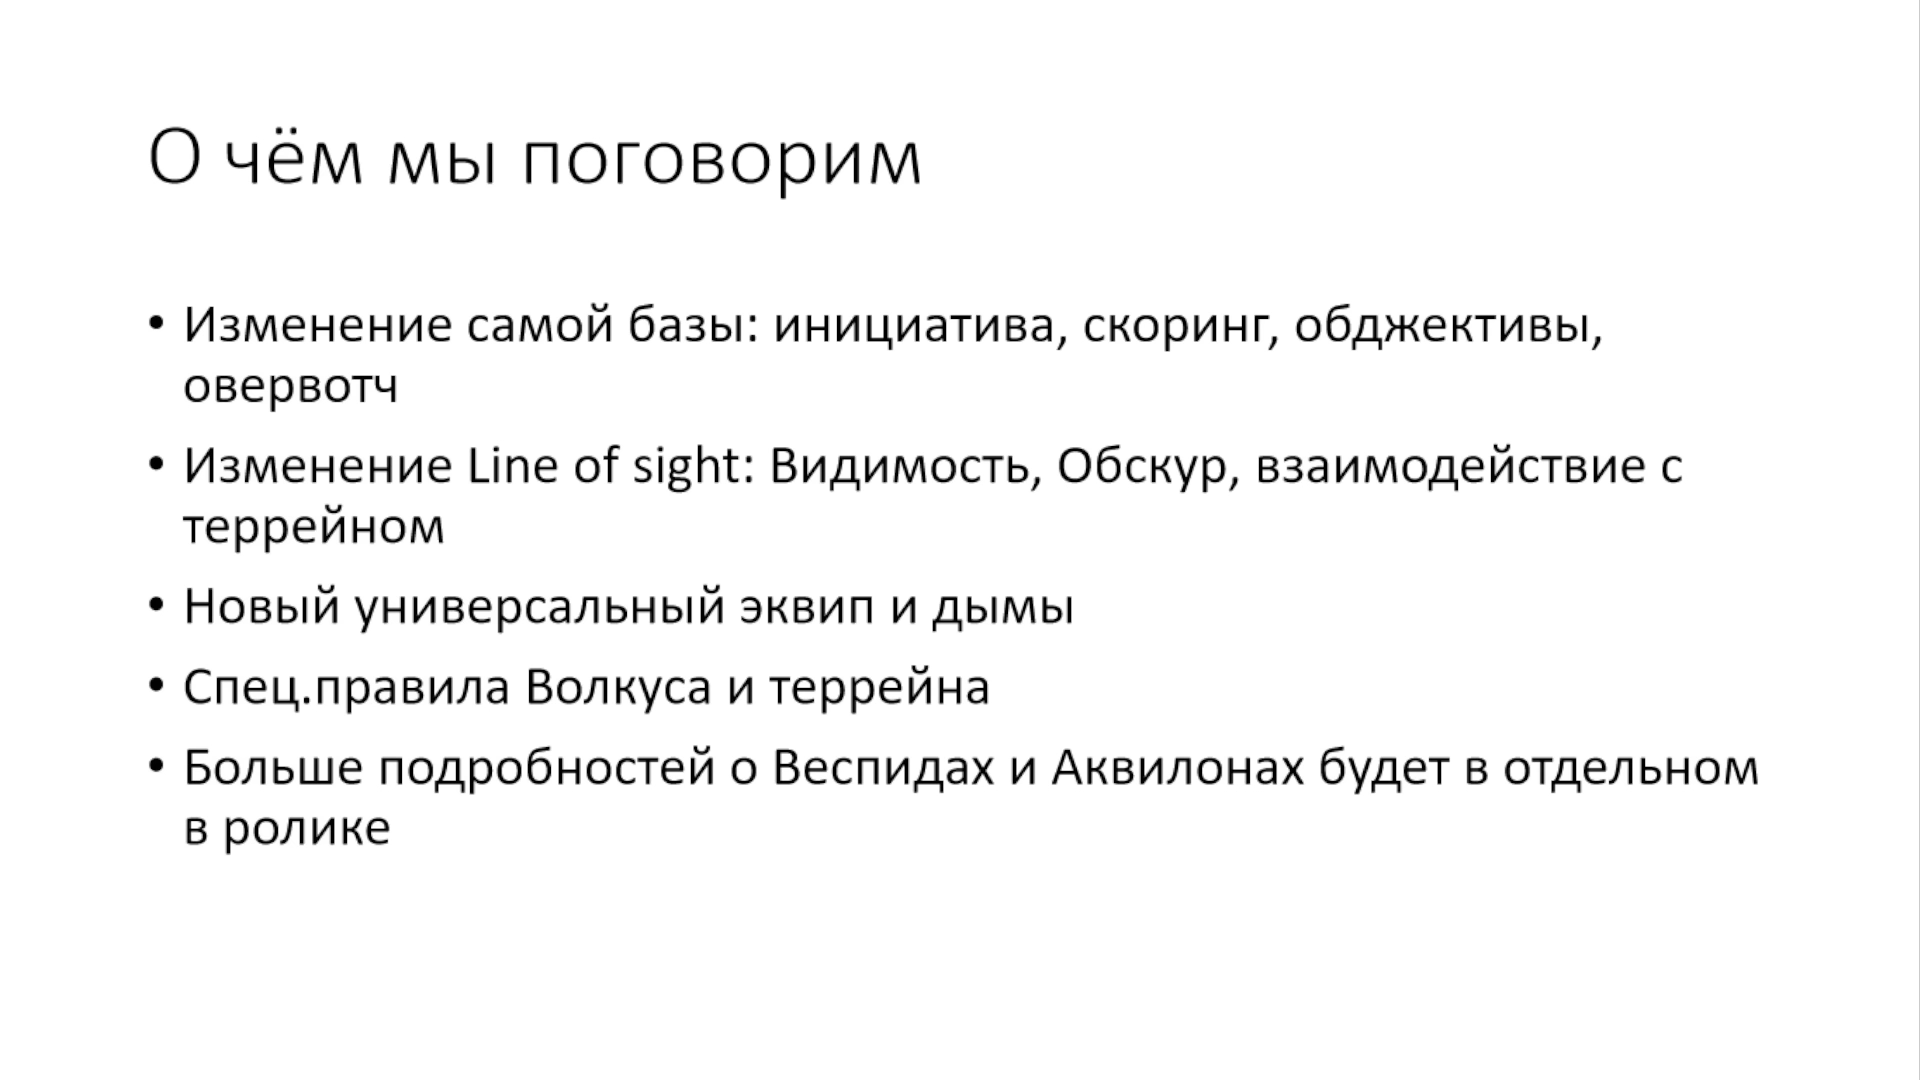 О чём мы поговорим
• Изменение самой базы: инициатива, скоринг, обджективы,
овервотч
• Изменение Line of sight: Видимость, Обскур, взаимодействие с
террейном
• Новый универсальный эквип и дымы
• Спец.правила Волкуса и террейна
• Больше подробностей о Веспидах и Аквилонах будет в отдельном
в ролике